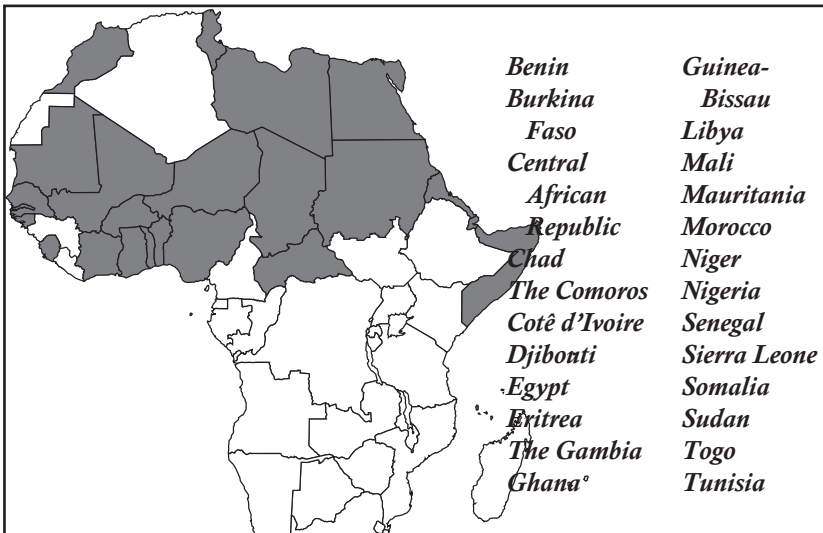 Benin
Burkina
Faso
Central
African
Republic
Chad
The Comoros
Cotê d'Ivoire
Djibouti
Egypt
Eritrea
The Gambia
Ghana
Guinea-
Bissau
Libya
Mali
Mauritania
Morocco
Niger
Nigeria
Senegal
Sierra Leone
Somalia
Sudan
Togo
Tunisia